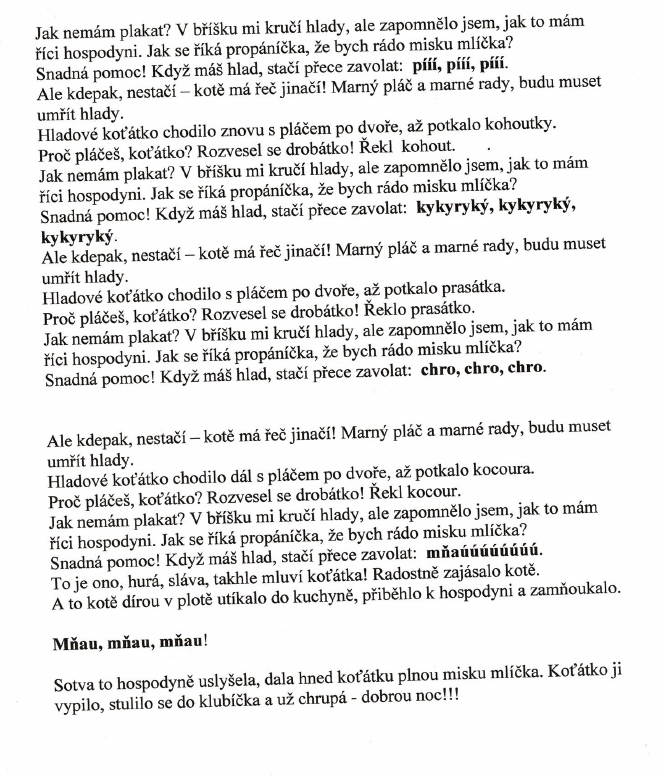 Jak nemám plakat? V bříšku mi kručí hlady, ale zapomnělo jsem, jak to mám
říci hospodyni. Jak se říká propáníčka, že bych rádo misku mlíčka?
Snadná pomoc! Když máš hlad, stačí přece zavolat: pííí, pííí, pííí.
Ale kdepak, nestačí – kotě má řeč jinačí! Marný pláč a marné rady, budu muset
umřít hlady.
Hladové koťátko chodilo znovu s pláčem po dvoře, až potkalo kohoutky.
Proč pláčeš, koťátko? Rozvesel se drobátko! Řekl kohout.
Jak nemám plakat? V bříšku mi kručí hlady, ale zapomnělo jsem, jak to mám
říci hospodyni. Jak se říká propáníčka, že bych rádo misku mlíčka?
Snadná pomoc! Když máš hlad, stačí přece zavolat: kykyryký, kykyryký,
kykyryký.
Ale kdepak, nestačí – kotě má řeč jinačí! Marný pláč a marné rady, budu muset
umřít hlady.
Hladové koťátko chodilo s pláčem po dvoře, až potkalo prasátka.
Proč pláčeš, koťátko? Rozvesel se drobátko! Řeklo prasátko.
Jak nemám plakat? V bříšku mi kručí hlady, ale zapomnělo jsem, jak to mám
říci hospodyni. Jak se říká propáníčka, že bych rádo misku mlíčka?
Snadná pomoc! Když máš hlad, stačí přece zavolat: chro, chro, chro.
Ale kdepak, nestačí – kotě má řeč jinačí! Marný pláč a marné rady, budu muset
umřít hlady.
Hladové koťátko chodilo dál s pláčem po dvoře, až potkalo kocoura.
Proč pláčeš, koťátko? Rozvesel se drobátko! Řekl kocour.
Jak nemám plakat? V bříšku mi kručí hlady, ale zapomnělo jsem, jak to mám
říci hospodyni. Jak se říká propáníčka, že bych rádo misku mlíčka?
Snadná pomoc! Když máš hlad, stačí přece zavolat: mňaúúúúúúúú.
To je ono, hurá, sláva, takhle mluví koťátka! Radostně zajásalo kotě.
A to kotě dírou v plotě utíkalo do kuchyně, přiběhlo k hospodyni a zamňoukalo.
Mňau, mňau, mňau!
Sotva to hospodyně uslyšela, dala hned koťátku plnou misku mlíčka. Koťátko ji
vypilo, stulilo se do klubíčka a už chrupá - dobrou noc!!!